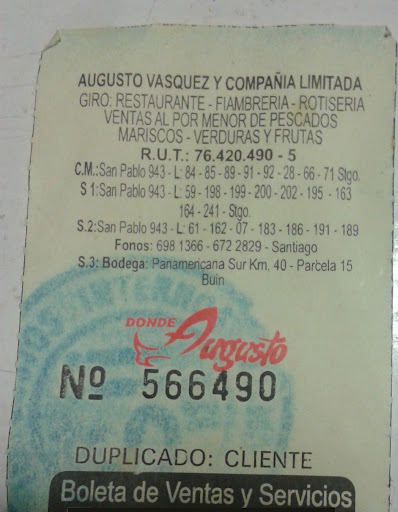 AUGUSTO VASQUEZ Y COMPAÑIA LIMITADA
GIRO: RESTAURANTE - FIAMBRERIA - ROTISERIA
VENTAS AL POR MENOR DE PESCADOS
MARISCOS - VERDURAS Y FRUTAS
R.U.T.: 76.420.490 - 5
C.M.:San Pablo 943 - L: 84 - 85 - 89 - 91 - 92 - 28 - 66 - 71 Stgo.
S 1:San Pablo 943 - L: 59 - 198 - 199 - 200 - 202 - 195 - 163
164 - 241 - Stgo.
S.2:San Pablo 943 - L: 61 - 162 - 07 - 183 - 186 - 191 - 189
Fonos: 698 1366 - 672 2829 - Santiago
S.3: Bodega: Panamericana Sur Km. 40 - Parcela 15
Buin
DONDE
Augusto
Nº 566490
DUPLICADO: CLIENTE
Boleta de Ventas y Servicios